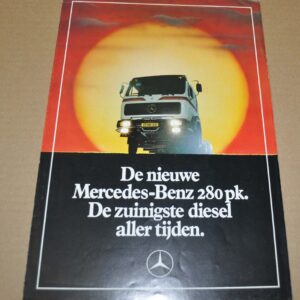 De nieuwe
Mercedes-Benz 280 pk.
De zuinigste diesel
aller tijden.